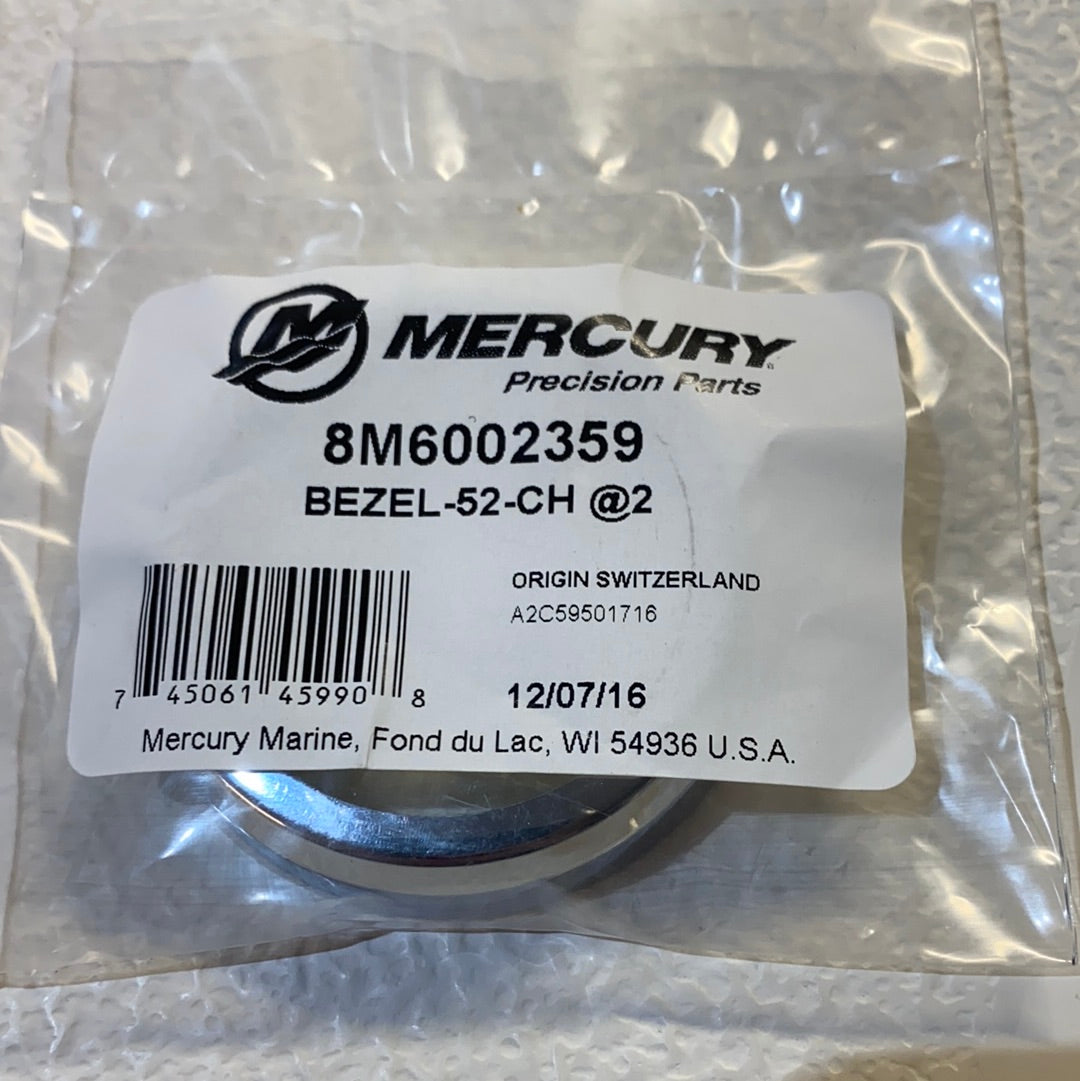 M MERCURY
Precision Parts
8M6002359
BEZEL-52-CH @2
ORIGIN SWITZERLAND
A2C59501716
7 45061 45990 8
12/07/16
Mercury Marine, Fond du Lac, WI 54936 U.S.A.